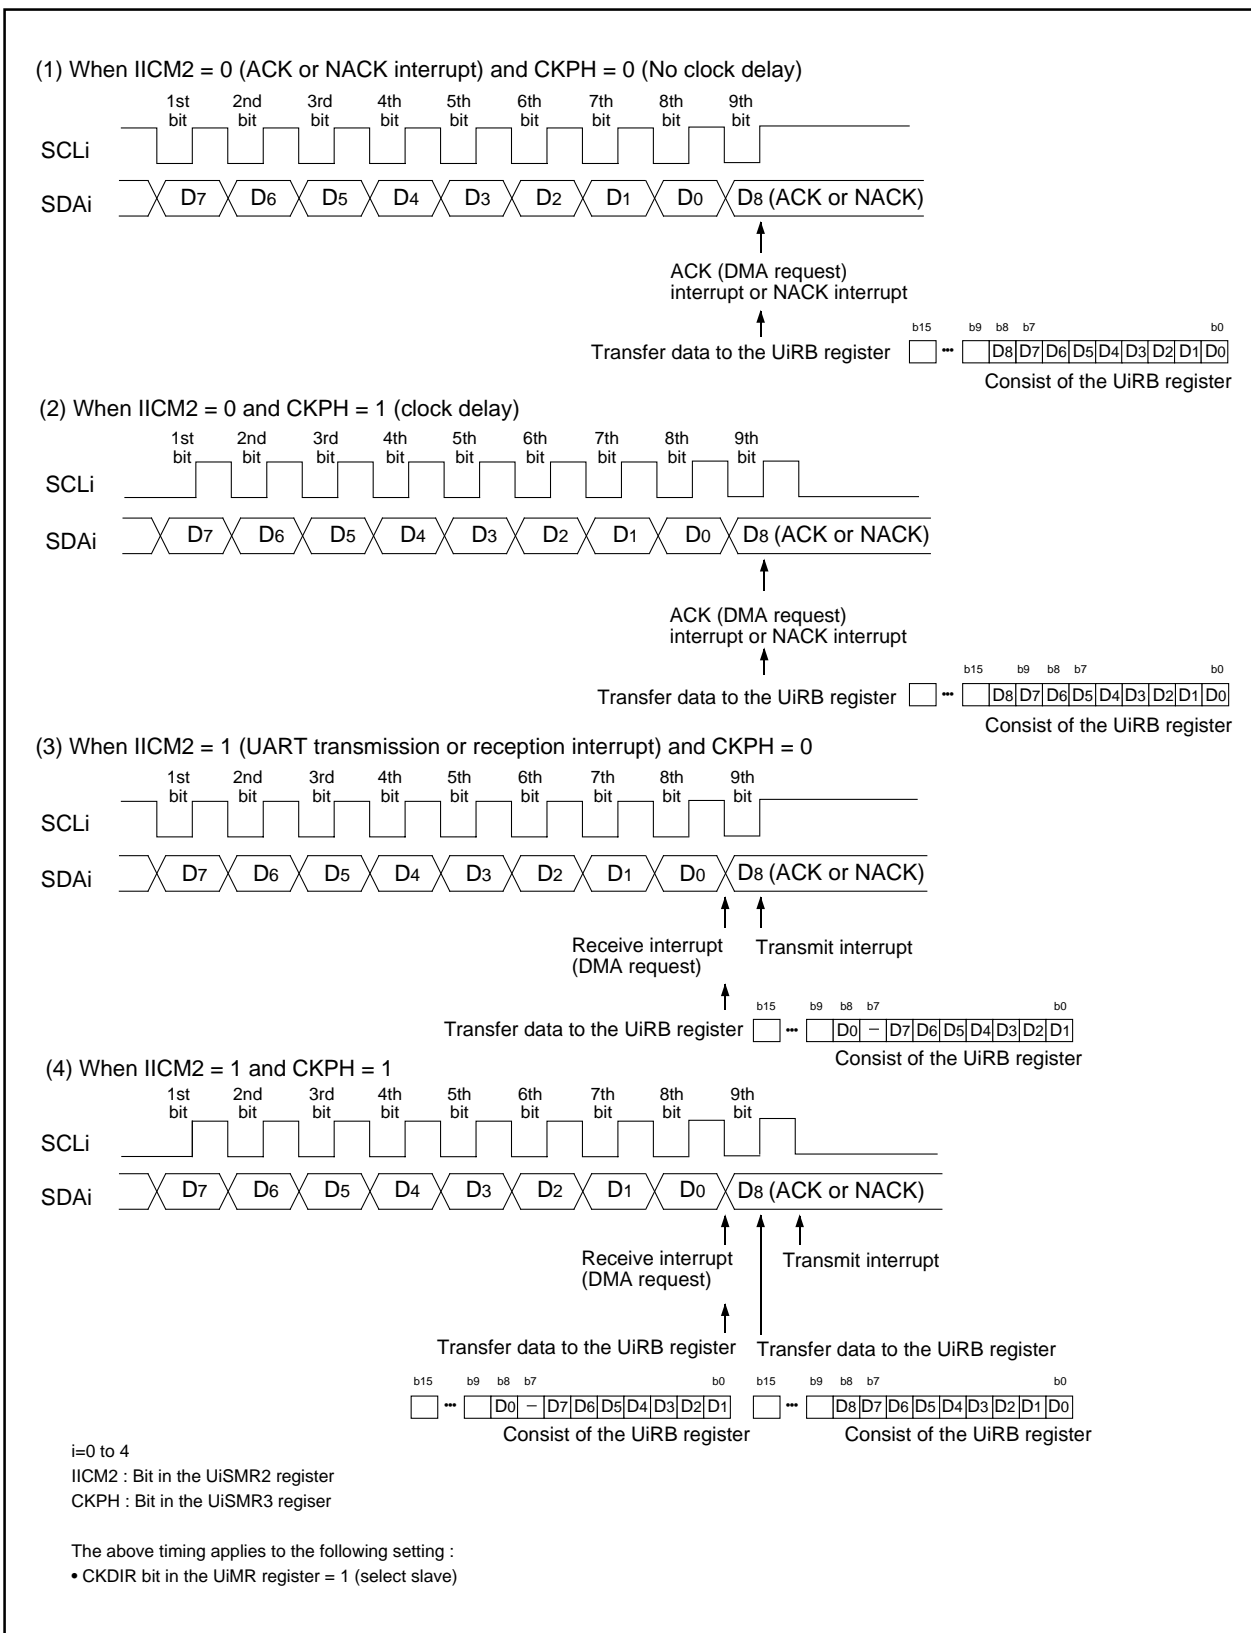 (1) When IICM2 = 0 (ACK or NACK interrupt) and CKPH = 0 (No clock delay)
1st bit 2nd bit 3rd bit 4th bit 5th bit 6th bit 7th bit 8th bit 9th bit
SCLi
SDAi D7 D6 D5 D4 D3 D2 D1 D0 D8 (ACK or NACK)
ACK (DMA request)
interrupt or NACK interrupt
b15 b9 b8 b7 b0
Transfer data to the UiRB register ••• D8 D7 D6 D5 D4 D3 D2 D1 D0
Consist of the UiRB register
(2) When IICM2 = 0 and CKPH = 1 (clock delay)
1st bit 2nd bit 3rd bit 4th bit 5th bit 6th bit 7th bit 8th bit 9th bit
SCLi
SDAi D7 D6 D5 D4 D3 D2 D1 D0 D8 (ACK or NACK)
ACK (DMA request)
interrupt or NACK interrupt
b15 b9 b8 b7 b0
Transfer data to the UiRB register ••• D8 D7 D6 D5 D4 D3 D2 D1 D0
Consist of the UiRB register
(3) When IICM2 = 1 (UART transmission or reception interrupt) and CKPH = 0
1st bit 2nd bit 3rd bit 4th bit 5th bit 6th bit 7th bit 8th bit 9th bit
SCLi
SDAi D7 D6 D5 D4 D3 D2 D1 D0 D8 (ACK or NACK)
Receive interrupt Transmit interrupt
(DMA request)
b15 b9 b8 b7 b0
Transfer data to the UiRB register ••• D0 – D7 D6 D5 D4 D3 D2 D1
Consist of the UiRB register
(4) When IICM2 = 1 and CKPH = 1
1st bit 2nd bit 3rd bit 4th bit 5th bit 6th bit 7th bit 8th bit 9th bit
SCLi
SDAi D7 D6 D5 D4 D3 D2 D1 D0 D8 (ACK or NACK)
Receive interrupt Transmit interrupt
(DMA request)
Transfer data to the UiRB register Transfer data to the UiRB register
b15 b9 b8 b7 b0 b15 b9 b8 b7 b0
••• D0 – D7 D6 D5 D4 D3 D2 D1 ••• D8 D7 D6 D5 D4 D3 D2 D1 D0
Consist of the UiRB register Consist of the UiRB register
i=0 to 4
IICM2 : Bit in the UiSMR2 register
CKPH : Bit in the UiSMR3 regiser
The above timing applies to the following setting :
• CKDIR bit in the UiMR register = 1 (select slave)